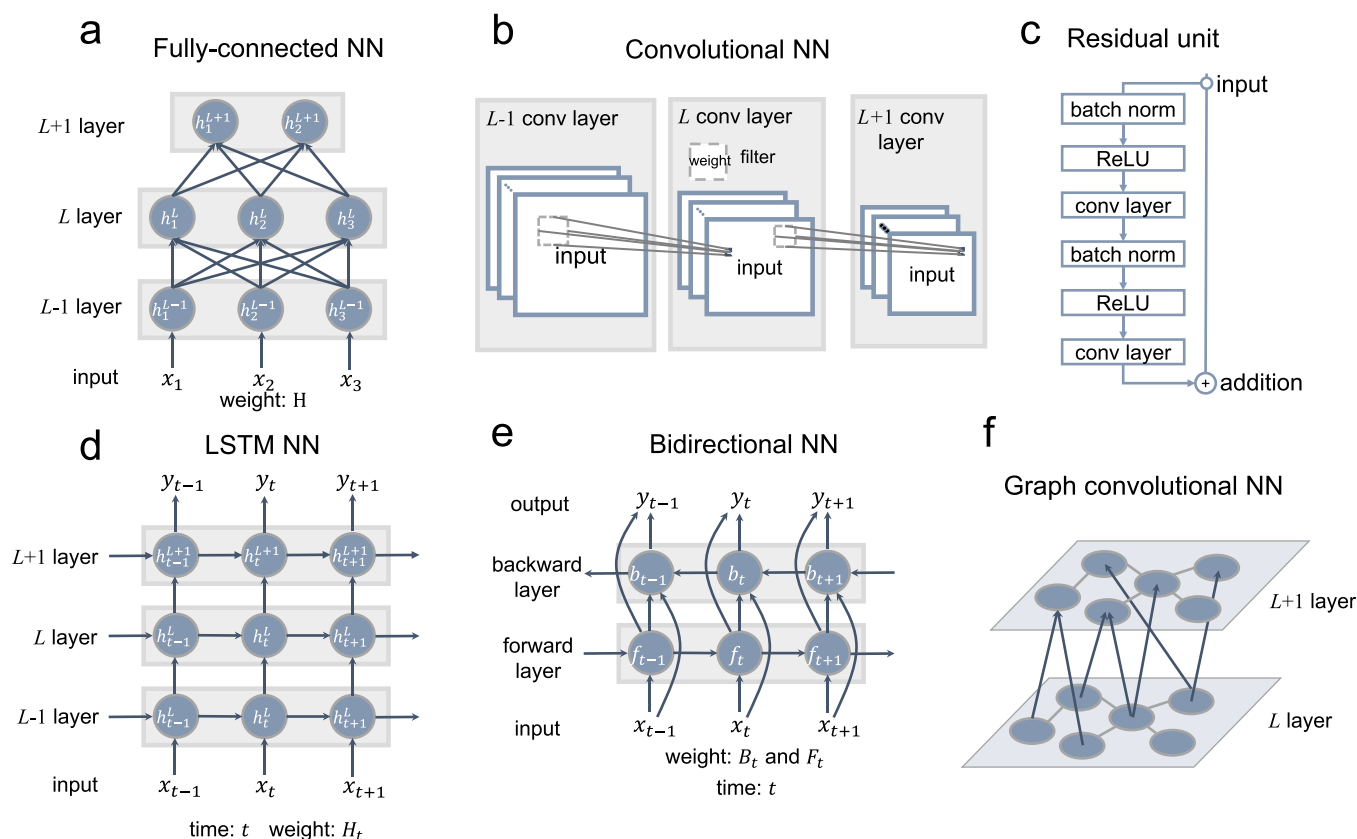 a
Fully-connected NN
L+1 layer
h_1^{L+1} h_2^{L+1}
L layer
h_1^L h_2^L h_3^L
L-1 layer
h_1^{L-1} h_2^{L-1} h_3^{L-1}
input x_1 x_2 x_3
weight: H
b
Convolutional NN
L-1 conv layer
input
L conv layer
weight filter
input
L+1 conv
layer
input
c
Residual unit
input
batch norm
ReLU
conv layer
batch norm
ReLU
conv layer
+ addition
d
LSTM NN
y_{t−1} y_t y_{t+1}
L+1 layer
h_{t−1}^{L+1} h_t^{L+1} h_{t+1}^{L+1}
L layer
h_{t−1}^L h_t^L h_{t+1}^L
L-1 layer
h_{t−1}^L h_t^L h_{t+1}^L
input x_{t−1} x_t x_{t+1}
time: t weight: H_t
e
Bidirectional NN
output y_{t−1} y_t y_{t+1}
backward
layer
b_{t−1} b_t b_{t+1}
forward
layer
f_{t−1} f_t f_{t+1}
input x_{t−1} x_t x_{t+1}
weight: B_t and F_t
time: t
f
Graph convolutional NN
L+1 layer
L layer